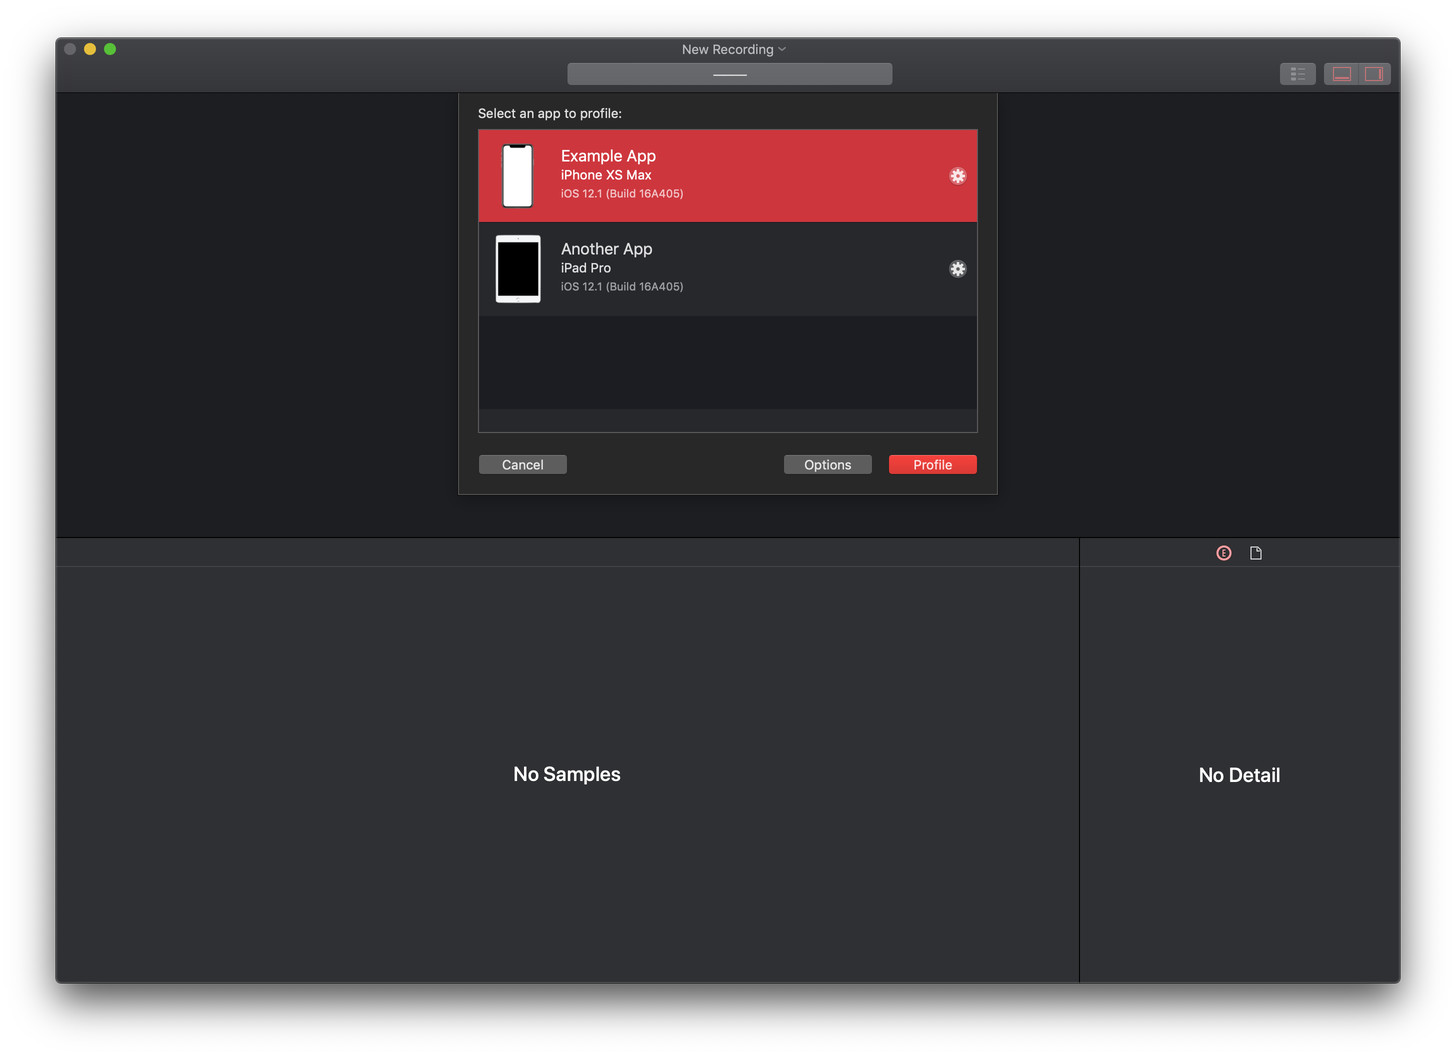 New Recording
Select an app to profile:
Example App
iPhone XS Max
iOS 12.1 (Build 16A405)
Another App
iPad Pro
iOS 12.1 (Build 16A405)
Cancel
Options
Profile
E
No Samples
No Detail